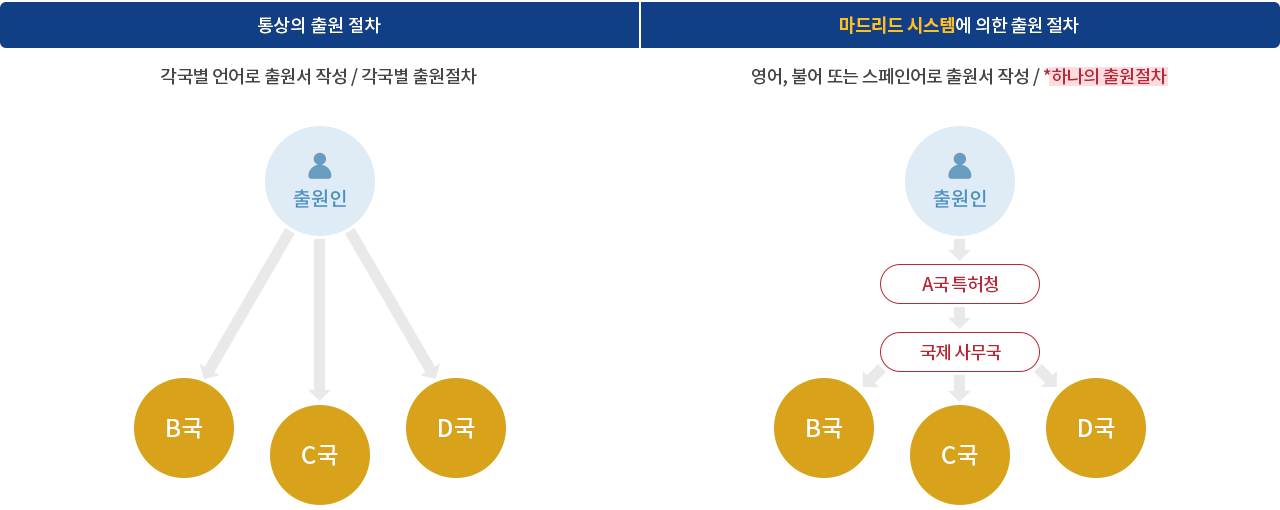 통상의 출원 절차
각국별 언어로 출원서 작성 / 각국별 출원절차
출원인
B국
C국
D국
마드리드 시스템에 의한 출원 절차
영어, 불어 또는 스페인어로 출원서 작성 / *하나의 출원절차
출원인
A국 특허청
국제 사무국
B국
C국
D국